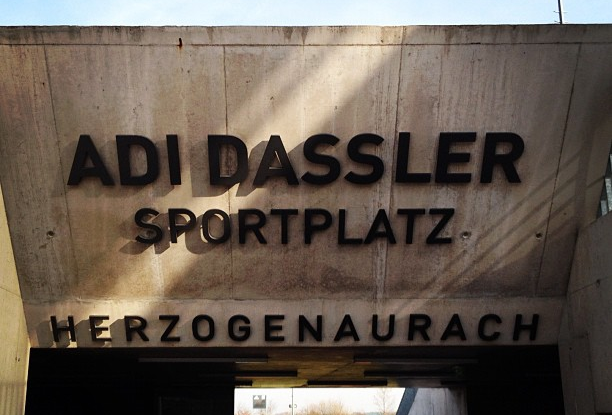 ADI DASSLER
SPORTPLATZ
HERZOGENAURACH